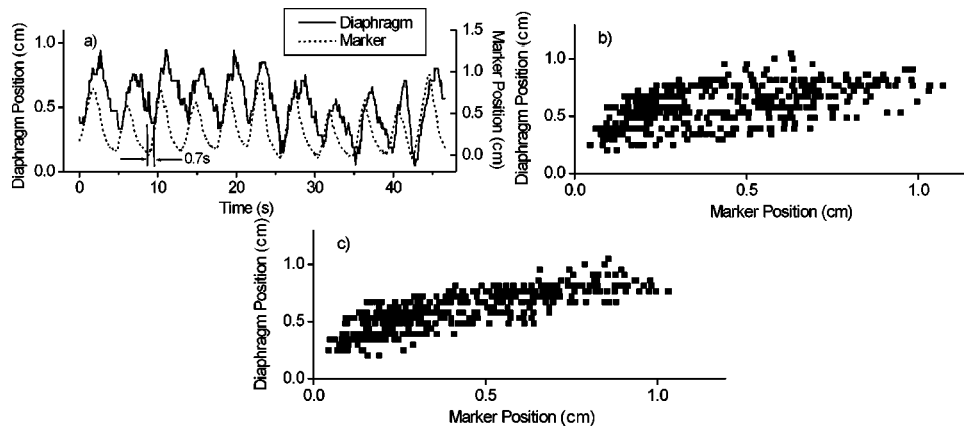 a)
Diaphragm
Marker
Diaphragm Position (cm)
1.0
0.5
0.0
Marker Position (cm)
1.5
1.0
0.5
0.0
0.7s
0 10 20 30 40
Time (s)
b)
Diaphragm Position (cm)
1.0
0.5
0.0
0.0 0.5 1.0
Marker Position (cm)
c)
Diaphragm Position (cm)
1.0
0.5
0.0
0.0 0.5 1.0
Marker Position (cm)